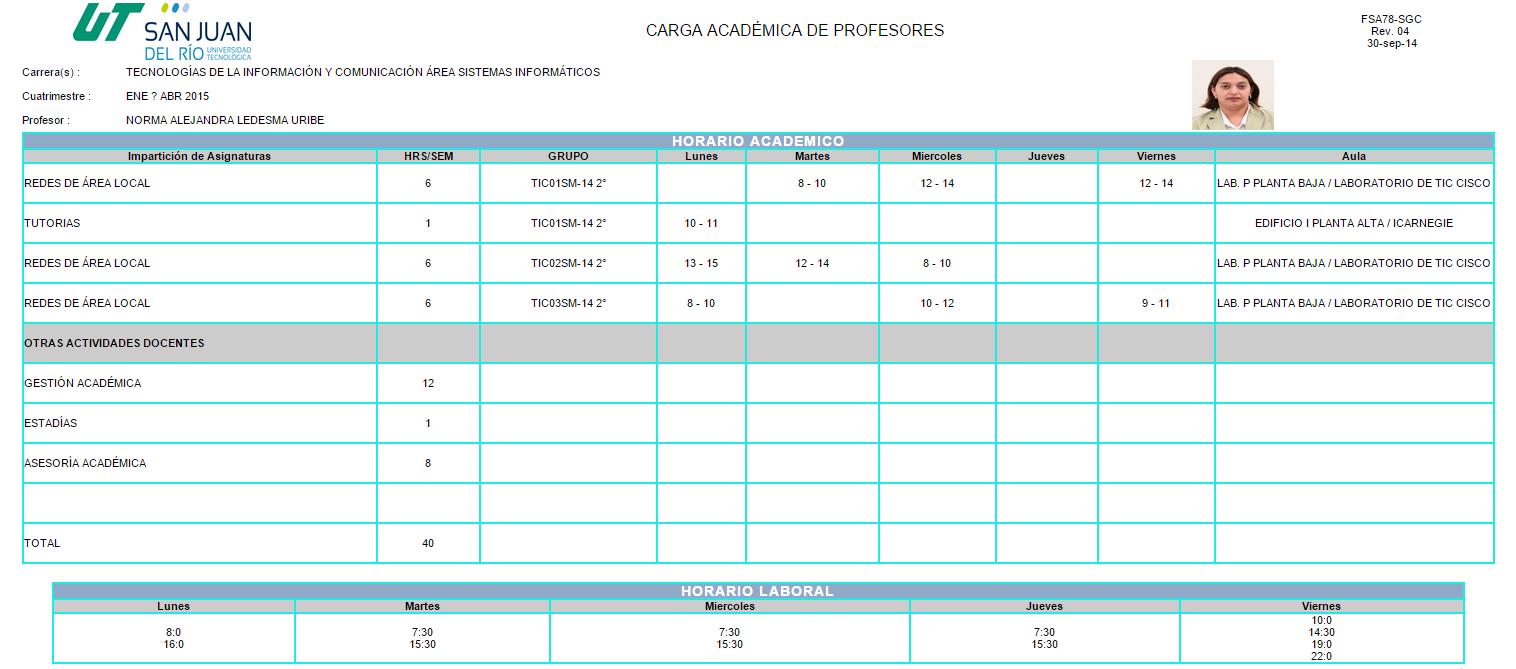 UT
SAN JUAN
DEL RÍO UNIVERSIDAD TECNOLÓGICA
CARGA ACADÉMICA DE PROFESORES
FSA78-SGC
Rev. 04
30-sep-14
Carrera(s) : TECNOLOGÍAS DE LA INFORMACIÓN Y COMUNICACIÓN ÁREA SISTEMAS INFORMÁTICOS
Cuatrimestre : ENE ? ABR 2015
Profesor : NORMA ALEJANDRA LEDESMA URIBE
HORARIO ACADEMICO
Impartición de Asignaturas HRS/SEM GRUPO Lunes Martes Miercoles Jueves Viernes Aula
REDES DE ÁREA LOCAL 6 TIC01SM-14 2° 8 - 10 12 - 14 12 - 14 LAB. P PLANTA BAJA / LABORATORIO DE TIC CISCO
TUTORIAS 1 TIC01SM-14 2° 10 - 11 EDIFICIO I PLANTA ALTA / ICARNEGIE
REDES DE ÁREA LOCAL 6 TIC02SM-14 2° 13 - 15 12 - 14 8 - 10 LAB. P PLANTA BAJA / LABORATORIO DE TIC CISCO
REDES DE ÁREA LOCAL 6 TIC03SM-14 2° 8 - 10 10 - 12 9 - 11 LAB. P PLANTA BAJA / LABORATORIO DE TIC CISCO
OTRAS ACTIVIDADES DOCENTES
GESTIÓN ACADÉMICA 12
ESTADÍAS 1
ASESORÍA ACADÉMICA 8
TOTAL 40
HORARIO LABORAL
Lunes Martes Miercoles Jueves Viernes
8:0 7:30 7:30 7:30 10:0
16:0 15:30 15:30 15:30 14:30
19:0
22:0